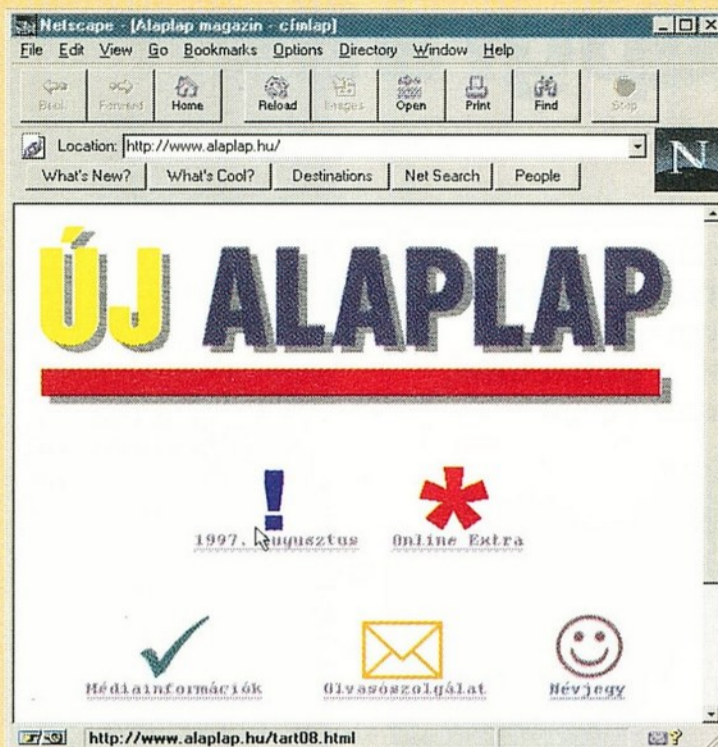 Netscape - [Alaplap magazin - címlap]
File Edit View Go Bookmarks Options Directory Window Help
Back Forward Home Reload Images Open Print Find Stop
Location: http://www.alaplap.hu/
N
What's New? What's Cool? Destinations Net Search People
ÚJ ALAPLAP
! *
1997. augusztus Online Extra
Médiainformációk Olvasószolgálat Névjegy
http://www.alaplap.hu/tart08.html